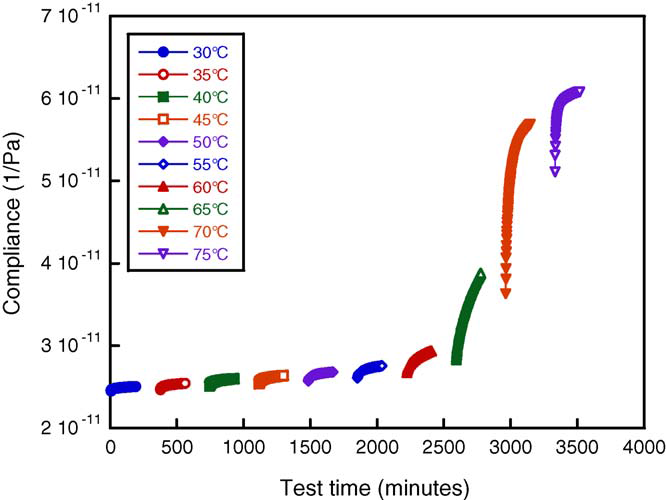 7 10⁻¹¹
6 10⁻¹¹
5 10⁻¹¹
4 10⁻¹¹
3 10⁻¹¹
2 10⁻¹¹
Compliance (1/Pa)
30°C
35°C
40°C
45°C
50°C
55°C
60°C
65°C
70°C
75°C
0 500 1000 1500 2000 2500 3000 3500 4000
Test time (minutes)